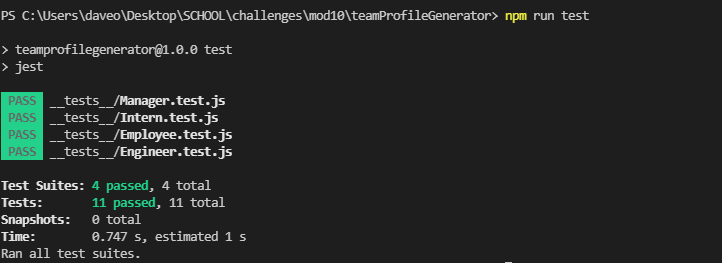 PS C:\Users\daveo\Desktop\SCHOOL\challenges\mod10\teamProfileGenerator> npm run test
> teamprofilegenerator@1.0.0 test
> jest
PASS __tests__/Manager.test.js
PASS __tests__/Intern.test.js
PASS __tests__/Employee.test.js
PASS __tests__/Engineer.test.js
Test Suites: 4 passed, 4 total
Tests: 11 passed, 11 total
Snapshots: 0 total
Time: 0.747 s, estimated 1 s
Ran all test suites.